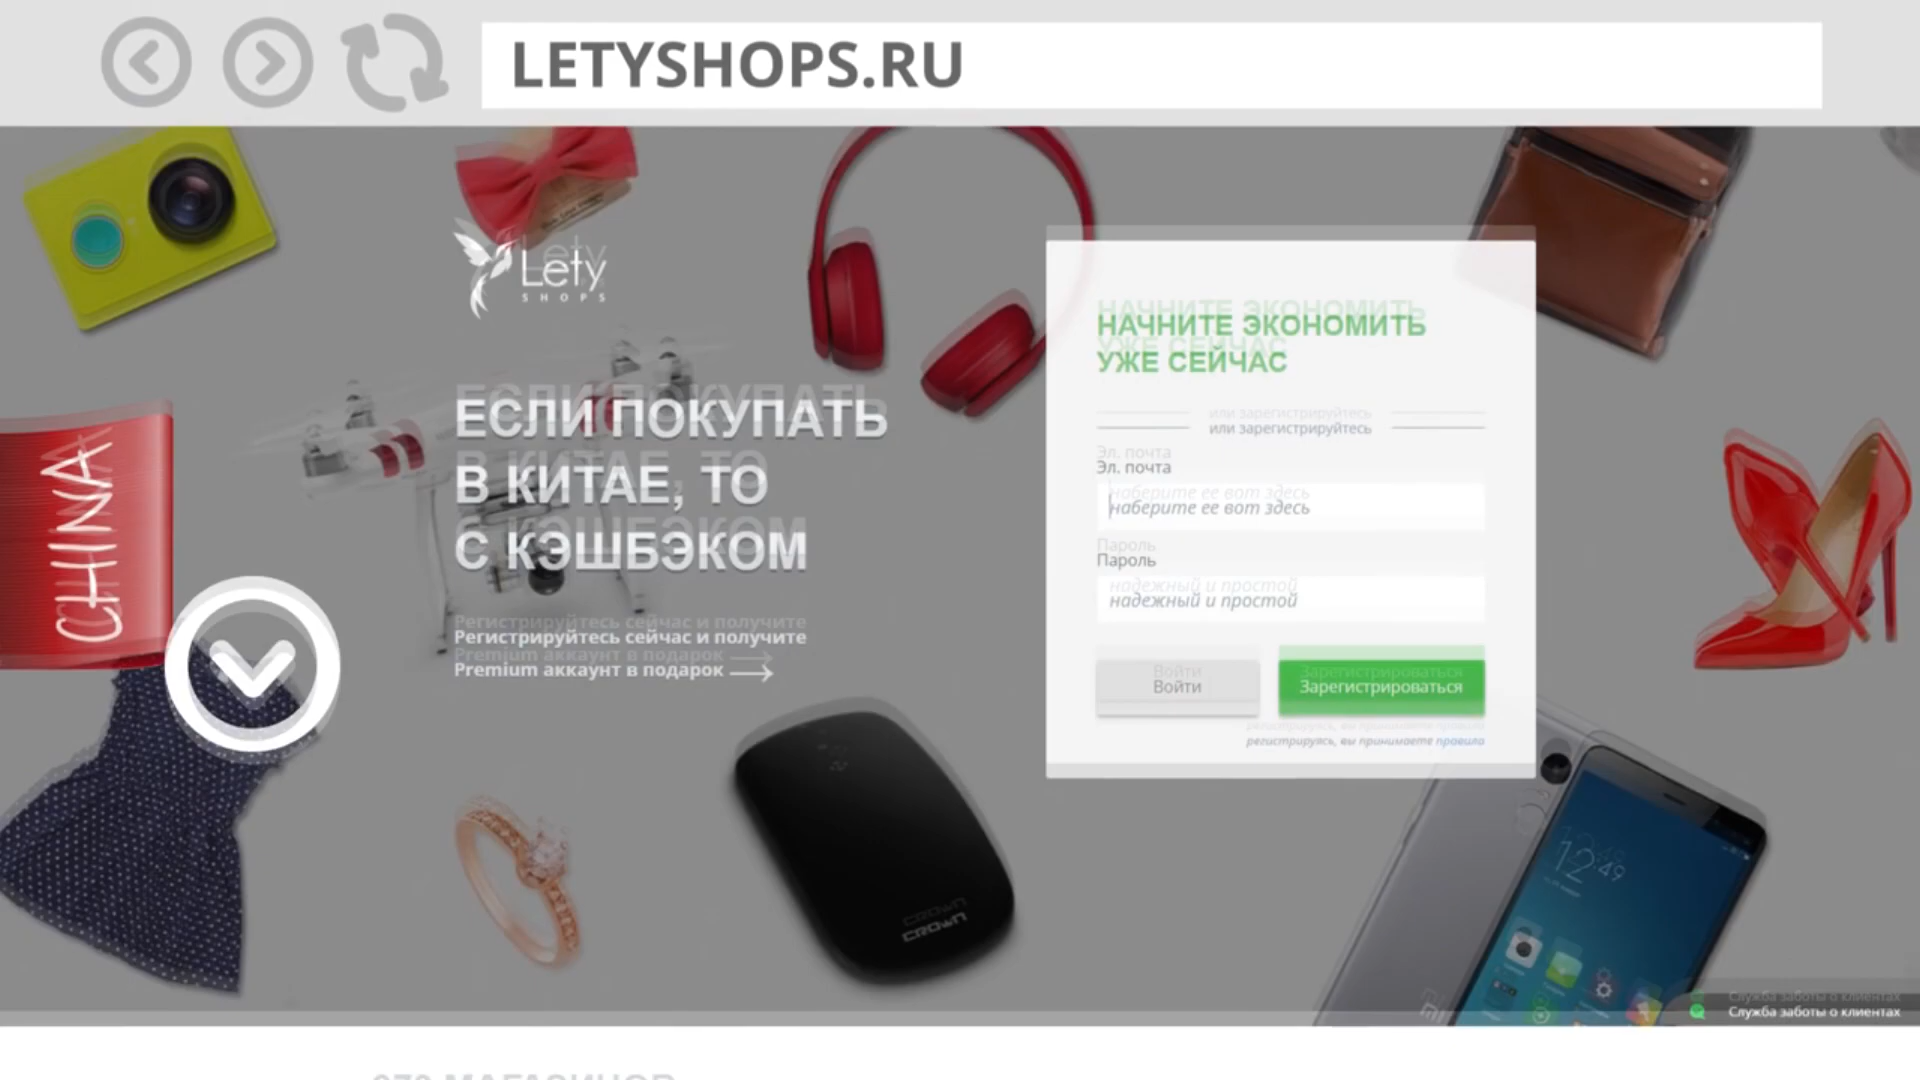 LETYSHOPS.RU
Lety
SHOPS
ЕСЛИ ПОКУПАТЬ
В КИТАЕ, ТО
С КЭШБЭКОМ
Регистрируйтесь сейчас и получите
Premium аккаунт в подарок
НАЧНИТЕ ЭКОНОМИТЬ
УЖЕ СЕЙЧАС
или зарегистрируйтесь
Эл. почта
наберите ее вот здесь
Пароль
надежный и простой
Войти
Зарегистрироваться
регистрируясь, вы принимаете правила
CHINA
CROWN
12:49
Служба заботы о клиентах